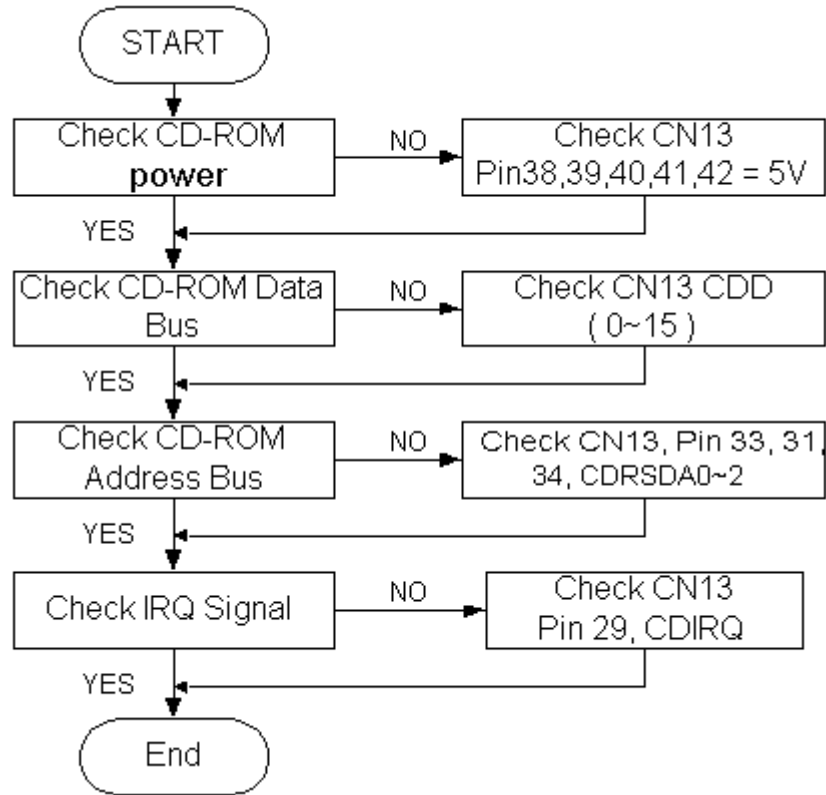 START
Check CD-ROM
power
NO
Check CN13
Pin38,39,40,41,42 = 5V
YES
Check CD-ROM Data
Bus
NO
Check CN13 CDD
( 0~15 )
YES
Check CD-ROM
Address Bus
NO
Check CN13, Pin 33, 31,
34, CDRSDA0~2
YES
Check IRQ Signal
NO
Check CN13
Pin 29, CDIRQ
YES
End